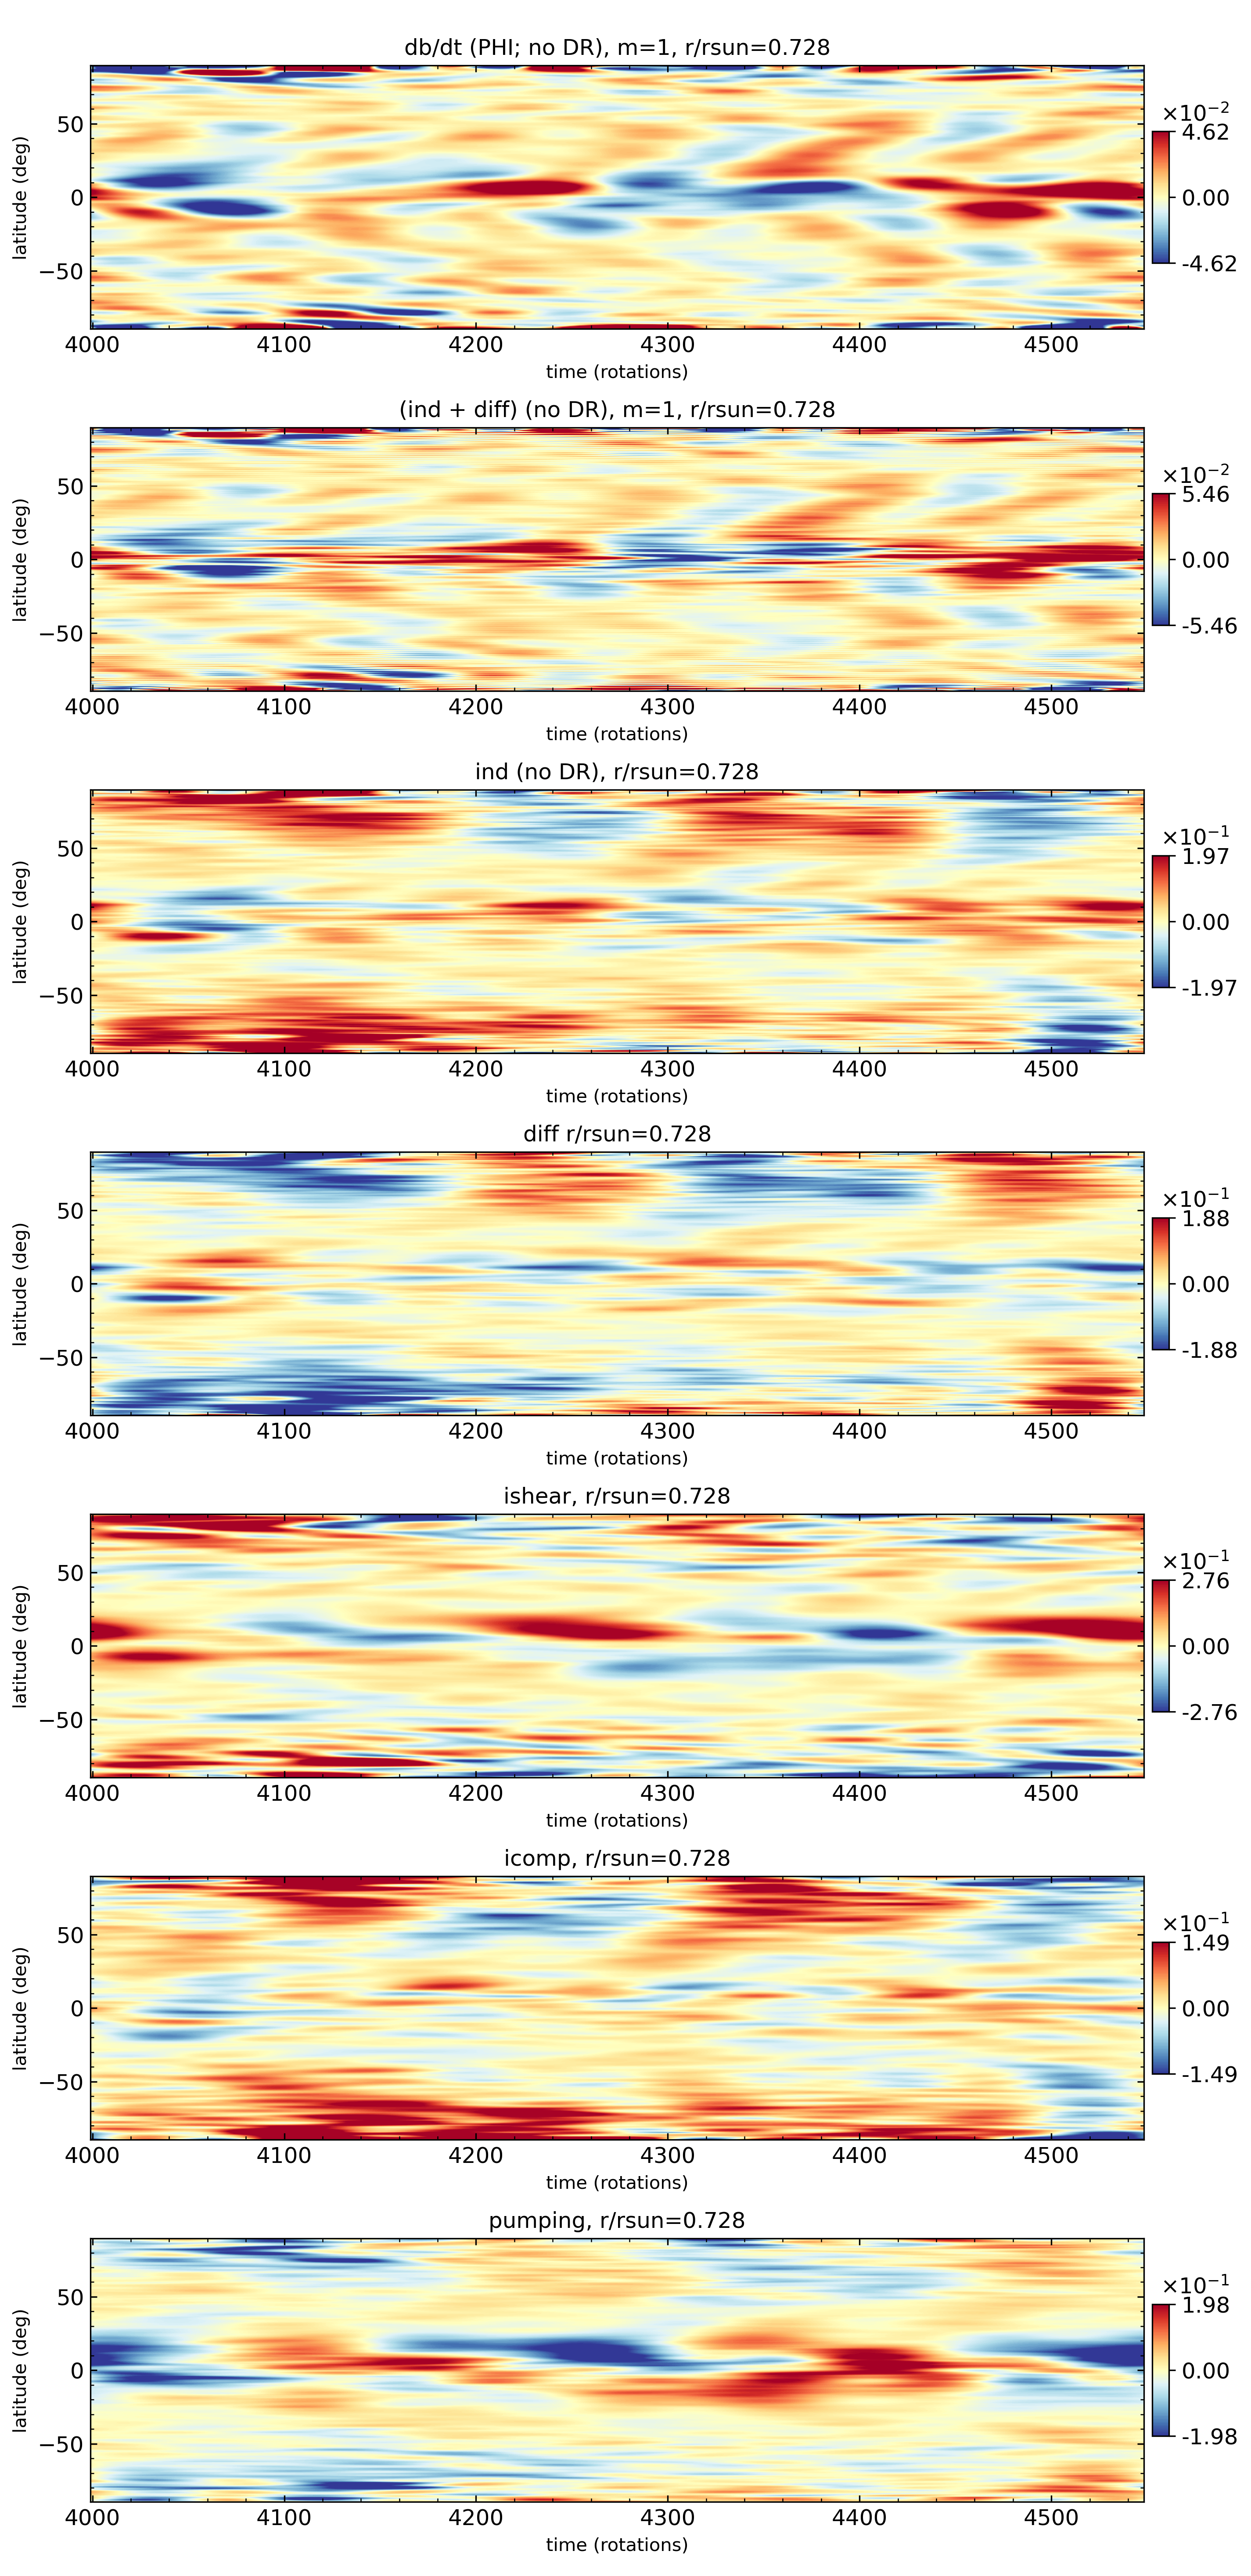 db/dt (PHI; no DR), m=1, r/rsun=0.728
×10⁻²
4.62
0.00
-4.62
latitude (deg)
50
0
−50
4000 4100 4200 4300 4400 4500
time (rotations)
(ind + diff) (no DR), m=1, r/rsun=0.728
×10⁻²
5.46
0.00
-5.46
latitude (deg)
50
0
−50
4000 4100 4200 4300 4400 4500
time (rotations)
ind (no DR), r/rsun=0.728
×10⁻¹
1.97
0.00
-1.97
latitude (deg)
50
0
−50
4000 4100 4200 4300 4400 4500
time (rotations)
diff r/rsun=0.728
×10⁻¹
1.88
0.00
-1.88
latitude (deg)
50
0
−50
4000 4100 4200 4300 4400 4500
time (rotations)
ishear, r/rsun=0.728
×10⁻¹
2.76
0.00
-2.76
latitude (deg)
50
0
−50
4000 4100 4200 4300 4400 4500
time (rotations)
icomp, r/rsun=0.728
×10⁻¹
1.49
0.00
-1.49
latitude (deg)
50
0
−50
4000 4100 4200 4300 4400 4500
time (rotations)
pumping, r/rsun=0.728
×10⁻¹
1.98
0.00
-1.98
latitude (deg)
50
0
−50
4000 4100 4200 4300 4400 4500
time (rotations)